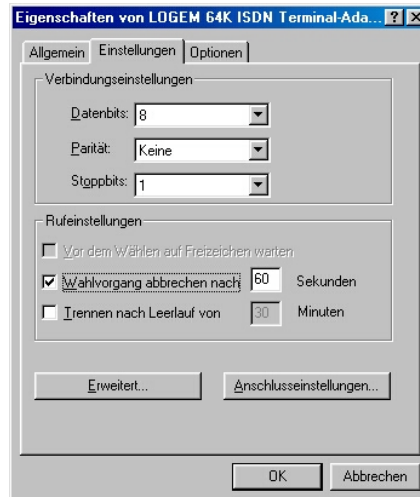 Eigenschaften von LOGEM 64K ISDN Terminal-Ada...
Allgemein Einstellungen Optionen
Verbindungseinstellungen
Datenbits: 8
Parität: Keine
Stoppbits: 1
Rufeinstellungen
Vor dem Wählen auf Freizeichen warten
Wahlvorgang abbrechen nach 60 Sekunden
Trennen nach Leerlauf von 30 Minuten
Erweitert... Anschlusseinstellungen...
OK Abbrechen